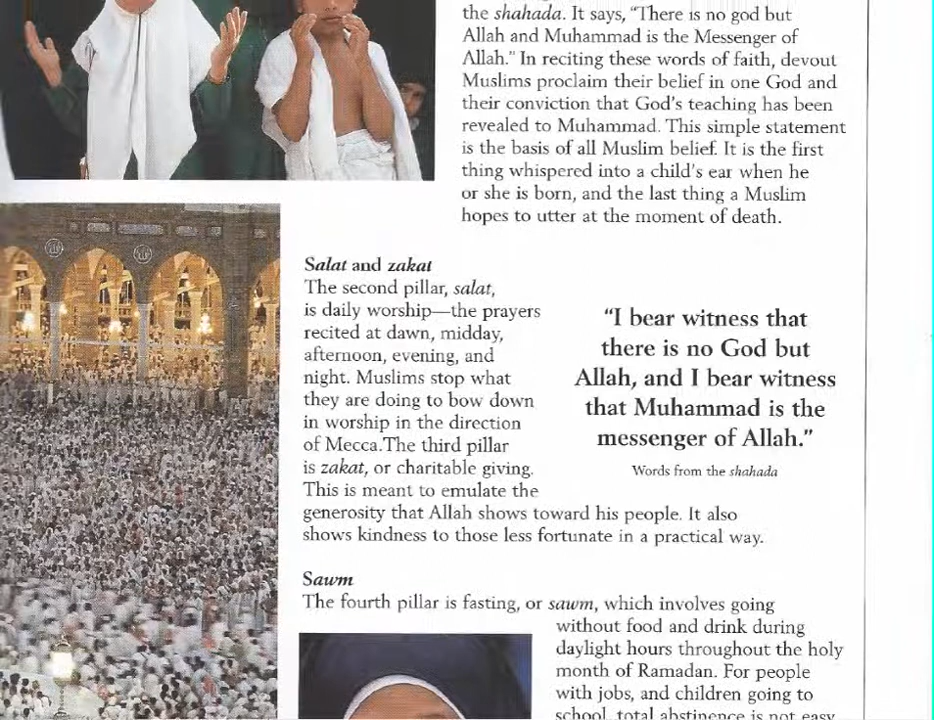 the shahada. It says, “There is no god but
Allah and Muhammad is the Messenger of
Allah.” In reciting these words of faith, devout
Muslims proclaim their belief in one God and
their conviction that God's teaching has been
revealed to Muhammad. This simple statement
is the basis of all Muslim belief. It is the first
thing whispered into a child's ear when he
or she is born, and the last thing a Muslim
hopes to utter at the moment of death.
Salat and zakat
The second pillar, salat,
is daily worship—the prayers
recited at dawn, midday,
afternoon, evening, and
night. Muslims stop what
they are doing to bow down
in worship in the direction
of Mecca.The third pillar
is zakat, or charitable giving.
This is meant to emulate the
generosity that Allah shows toward his people. It also
shows kindness to those less fortunate in a practical way.
“I bear witness that
there is no God but
Allah, and I bear witness
that Muhammad is the
messenger of Allah.”
Words from the shahada
Sawm
The fourth pillar is fasting, or sawm, which involves going
without food and drink during
daylight hours throughout the holy
month of Ramadan. For people
with jobs, and children going to
school, total abstinence is not easy